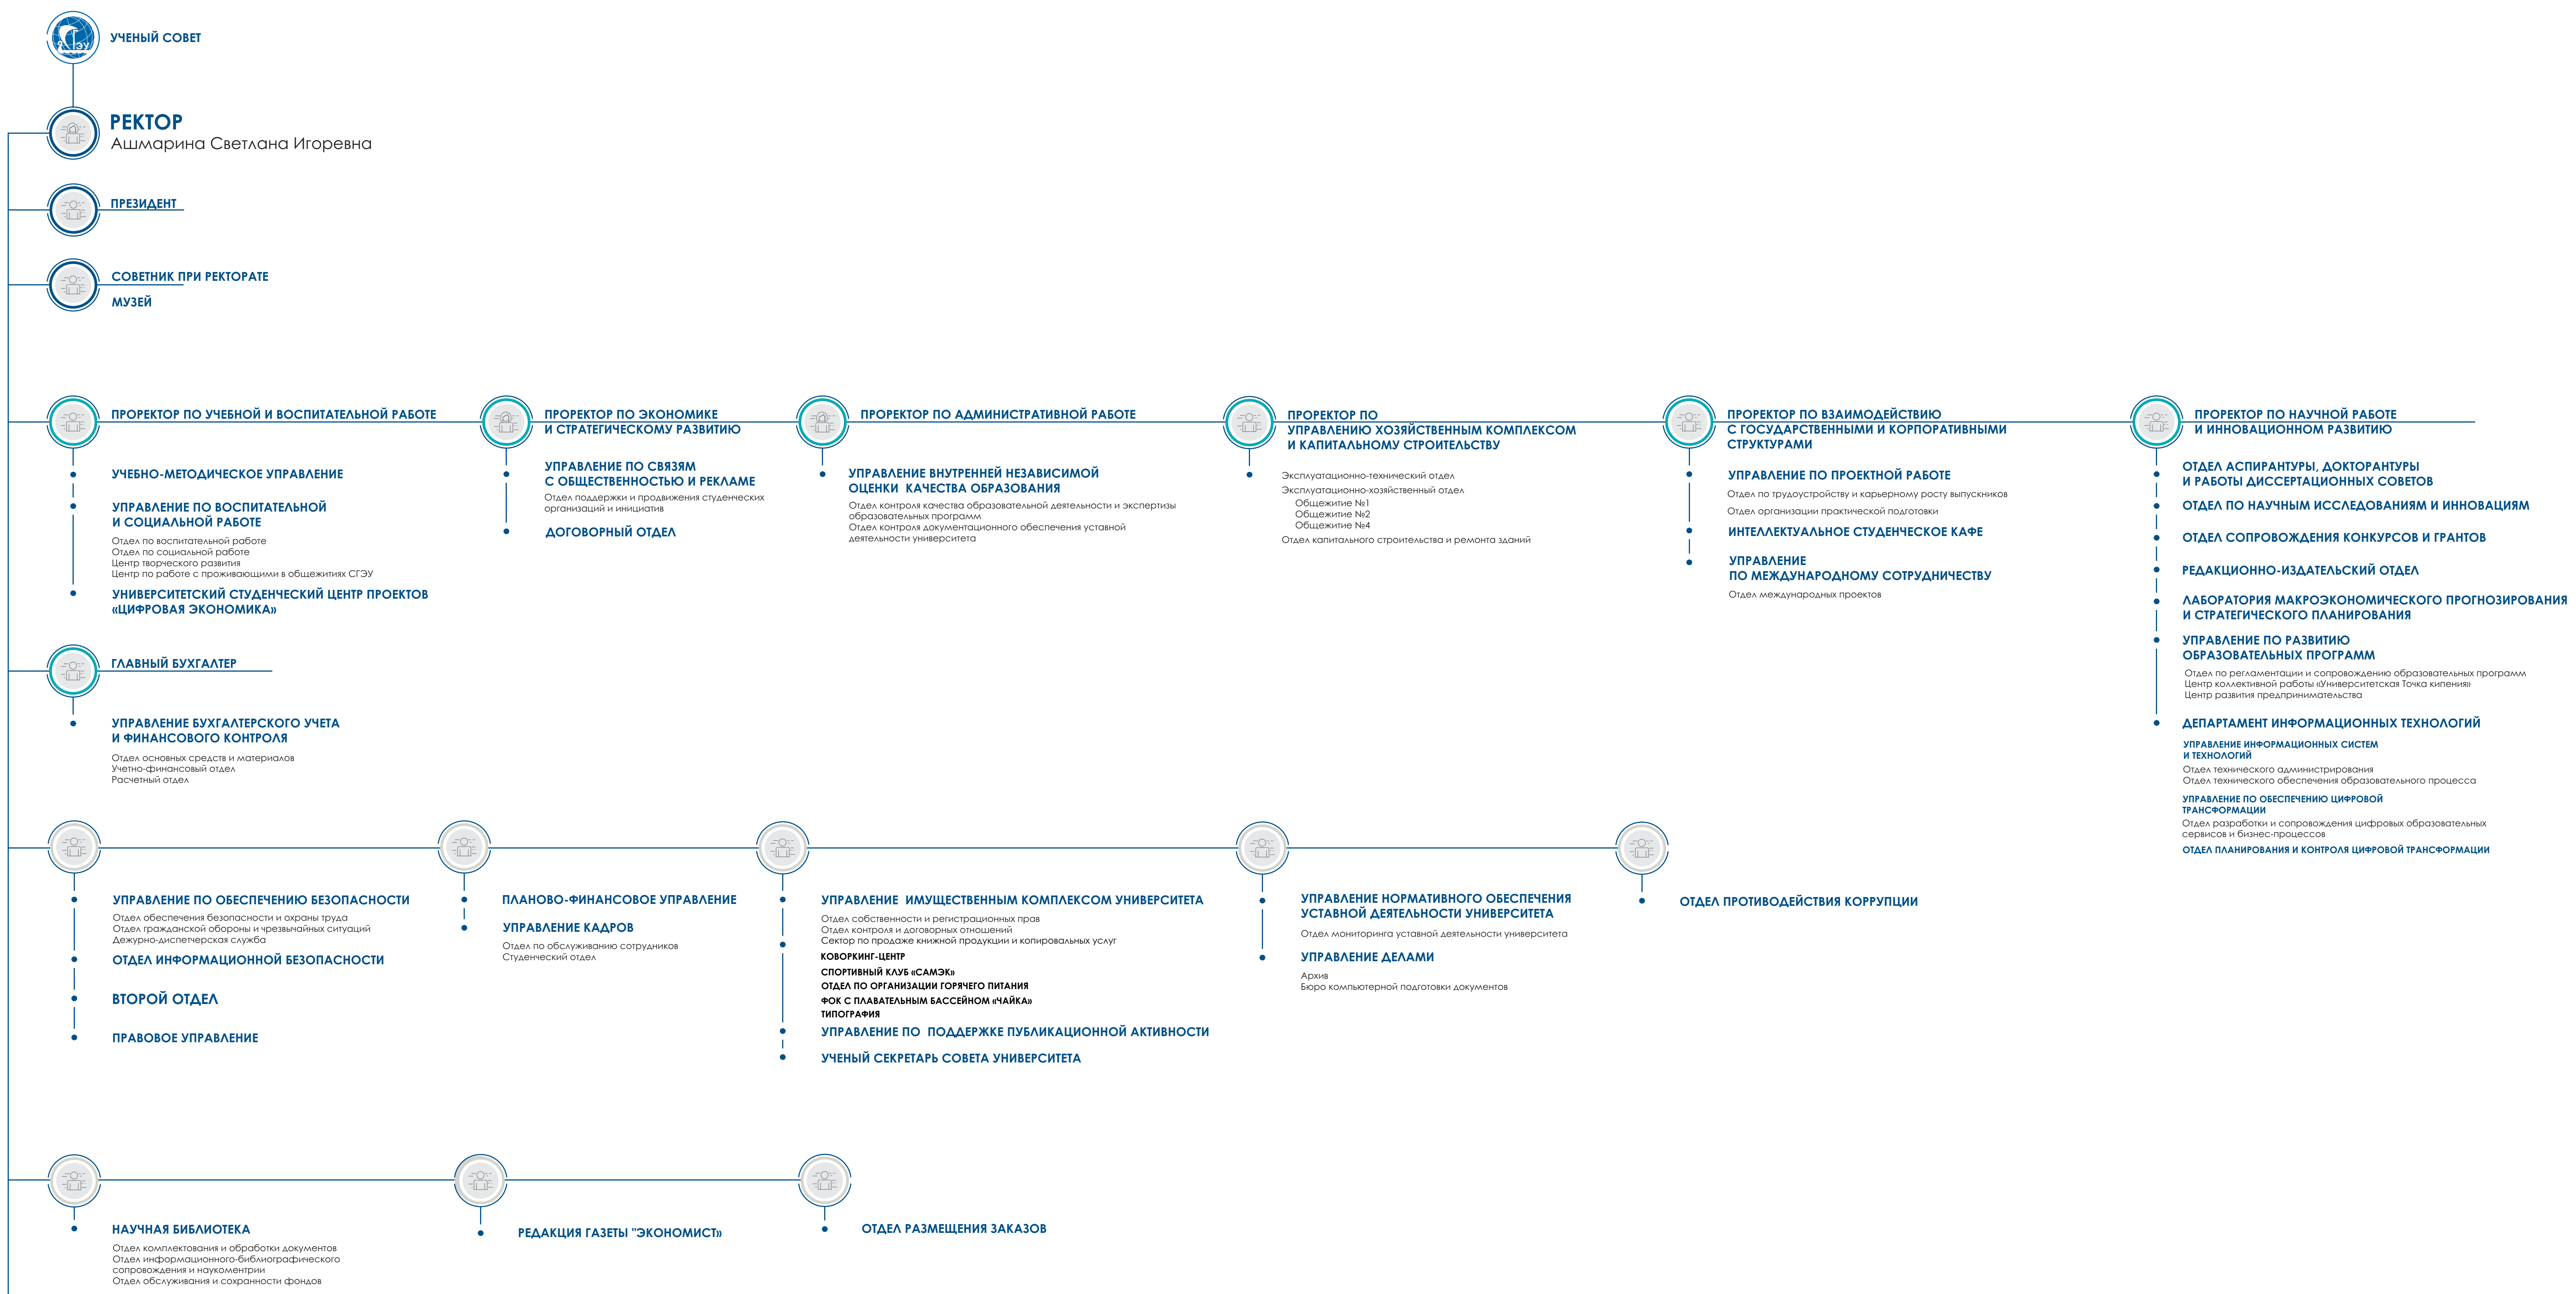 СГЭУ
УЧЕНЫЙ СОВЕТ
РЕКТОР
Ашмарина Светлана Игоревна
ПРЕЗИДЕНТ
СОВЕТНИК ПРИ РЕКТОРАТЕ
МУЗЕЙ
ПРОРЕКТОР ПО УЧЕБНОЙ И ВОСПИТАТЕЛЬНОЙ РАБОТЕ
УЧЕБНО-МЕТОДИЧЕСКОЕ УПРАВЛЕНИЕ
УПРАВЛЕНИЕ ПО ВОСПИТАТЕЛЬНОЙ
И СОЦИАЛЬНОЙ РАБОТЕ
Отдел по воспитательной работе
Отдел по социальной работе
Центр творческого развития
Центр по работе с проживающими в общежитиях СГЭУ
УНИВЕРСИТЕТСКИЙ СТУДЕНЧЕСКИЙ ЦЕНТР ПРОЕКТОВ
«ЦИФРОВАЯ ЭКОНОМИКА»
ПРОРЕКТОР ПО ЭКОНОМИКЕ
И СТРАТЕГИЧЕСКОМУ РАЗВИТИЮ
УПРАВЛЕНИЕ ПО СВЯЗЯМ
С ОБЩЕСТВЕННОСТЬЮ И РЕКЛАМЕ
Отдел поддержки и продвижения студенческих
организаций и инициатив
ДОГОВОРНЫЙ ОТДЕЛ
ПРОРЕКТОР ПО АДМИНИСТРАТИВНОЙ РАБОТЕ
УПРАВЛЕНИЕ ВНУТРЕННЕЙ НЕЗАВИСИМОЙ
ОЦЕНКИ КАЧЕСТВА ОБРАЗОВАНИЯ
Отдел контроля качества образовательной деятельности и экспертизы
образовательных программ
Отдел контроля документационного обеспечения уставной
деятельности университета
ПРОРЕКТОР ПО
УПРАВЛЕНИЮ ХОЗЯЙСТВЕННЫМ КОМПЛЕКСОМ
И КАПИТАЛЬНОМУ СТРОИТЕЛЬСТВУ
Эксплуатационно-технический отдел
Эксплуатационно-хозяйственный отдел
Общежитие №1
Общежитие №2
Общежитие №4
Отдел капитального строительства и ремонта зданий
ПРОРЕКТОР ПО ВЗАИМОДЕЙСТВИЮ
С ГОСУДАРСТВЕННЫМИ И КОРПОРАТИВНЫМИ
СТРУКТУРАМИ
УПРАВЛЕНИЕ ПО ПРОЕКТНОЙ РАБОТЕ
Отдел по трудоустройству и карьерному росту выпускников
Отдел организации практической подготовки
ИНТЕЛЛЕКТУАЛЬНОЕ СТУДЕНЧЕСКОЕ КАФЕ
УПРАВЛЕНИЕ
ПО МЕЖДУНАРОДНОМУ СОТРУДНИЧЕСТВУ
Отдел международных проектов
ПРОРЕКТОР ПО НАУЧНОЙ РАБОТЕ
И ИННОВАЦИОННОМ РАЗВИТИЮ
ОТДЕЛ АСПИРАНТУРЫ, ДОКТОРАНТУРЫ
И РАБОТЫ ДИССЕРТАЦИОННЫХ СОВЕТОВ
ОТДЕЛ ПО НАУЧНЫМ ИССЛЕДОВАНИЯМ И ИННОВАЦИЯМ
ОТДЕЛ СОПРОВОЖДЕНИЯ КОНКУРСОВ И ГРАНТОВ
РЕДАКЦИОННО-ИЗДАТЕЛЬСКИЙ ОТДЕЛ
ЛАБОРАТОРИЯ МАКРОЭКОНОМИЧЕСКОГО ПРОГНОЗИРОВАНИЯ
И СТРАТЕГИЧЕСКОГО ПЛАНИРОВАНИЯ
УПРАВЛЕНИЕ ПО РАЗВИТИЮ
ОБРАЗОВАТЕЛЬНЫХ ПРОГРАММ
Отдел по регламентации и сопровождению образовательных программ
Центр коллективной работы «Университетская Точка кипения»
Центр развития предпринимательства
ДЕПАРТАМЕНТ ИНФОРМАЦИОННЫХ ТЕХНОЛОГИЙ
УПРАВЛЕНИЕ ИНФОРМАЦИОННЫХ СИСТЕМ
И ТЕХНОЛОГИЙ
Отдел технического администрирования
Отдел технического обеспечения образовательного процесса
УПРАВЛЕНИЕ ПО ОБЕСПЕЧЕНИЮ ЦИФРОВОЙ
ТРАНСФОРМАЦИИ
Отдел разработки и сопровождения цифровых образовательных
сервисов и бизнес-процессов
ОТДЕЛ ПЛАНИРОВАНИЯ И КОНТРОЛЯ ЦИФРОВОЙ ТРАНСФОРМАЦИИ
ГЛАВНЫЙ БУХГАЛТЕР
УПРАВЛЕНИЕ БУХГАЛТЕРСКОГО УЧЕТА
И ФИНАНСОВОГО КОНТРОЛЯ
Отдел основных средств и материалов
Учетно-финансовый отдел
Расчетный отдел
УПРАВЛЕНИЕ ПО ОБЕСПЕЧЕНИЮ БЕЗОПАСНОСТИ
Отдел обеспечения безопасности и охраны труда
Отдел гражданской обороны и чрезвычайных ситуаций
Дежурно-диспетчерская служба
ОТДЕЛ ИНФОРМАЦИОННОЙ БЕЗОПАСНОСТИ
ВТОРОЙ ОТДЕЛ
ПРАВОВОЕ УПРАВЛЕНИЕ
ПЛАНОВО-ФИНАНСОВОЕ УПРАВЛЕНИЕ
УПРАВЛЕНИЕ КАДРОВ
Отдел по обслуживанию сотрудников
Студенческий отдел
УПРАВЛЕНИЕ ИМУЩЕСТВЕННЫМ КОМПЛЕКСОМ УНИВЕРСИТЕТА
Отдел собственности и регистрационных прав
Отдел контроля и договорных отношений
Сектор по продаже книжной продукции и копировальных услуг
КОВОРКИНГ-ЦЕНТР
СПОРТИВНЫЙ КЛУБ «САМЭК»
ОТДЕЛ ПО ОРГАНИЗАЦИИ ГОРЯЧЕГО ПИТАНИЯ
ФОК С ПЛАВАТЕЛЬНЫМ БАССЕЙНОМ «ЧАЙКА»
ТИПОГРАФИЯ
УПРАВЛЕНИЕ ПО ПОДДЕРЖКЕ ПУБЛИКАЦИОННОЙ АКТИВНОСТИ
УЧЕНЫЙ СЕКРЕТАРЬ СОВЕТА УНИВЕРСИТЕТА
УПРАВЛЕНИЕ НОРМАТИВНОГО ОБЕСПЕЧЕНИЯ
УСТАВНОЙ ДЕЯТЕЛЬНОСТИ УНИВЕРСИТЕТА
Отдел мониторинга уставной деятельности университета
УПРАВЛЕНИЕ ДЕЛАМИ
Архив
Бюро компьютерной подготовки документов
ОТДЕЛ ПРОТИВОДЕЙСТВИЯ КОРРУПЦИИ
НАУЧНАЯ БИБЛИОТЕКА
Отдел комплектования и обработки документов
Отдел информационного-библиографического
сопровождения и наукоментрии
Отдел обслуживания и сохранности фондов
РЕДАКЦИЯ ГАЗЕТЫ "ЭКОНОМИСТ»
ОТДЕЛ РАЗМЕЩЕНИЯ ЗАКАЗОВ